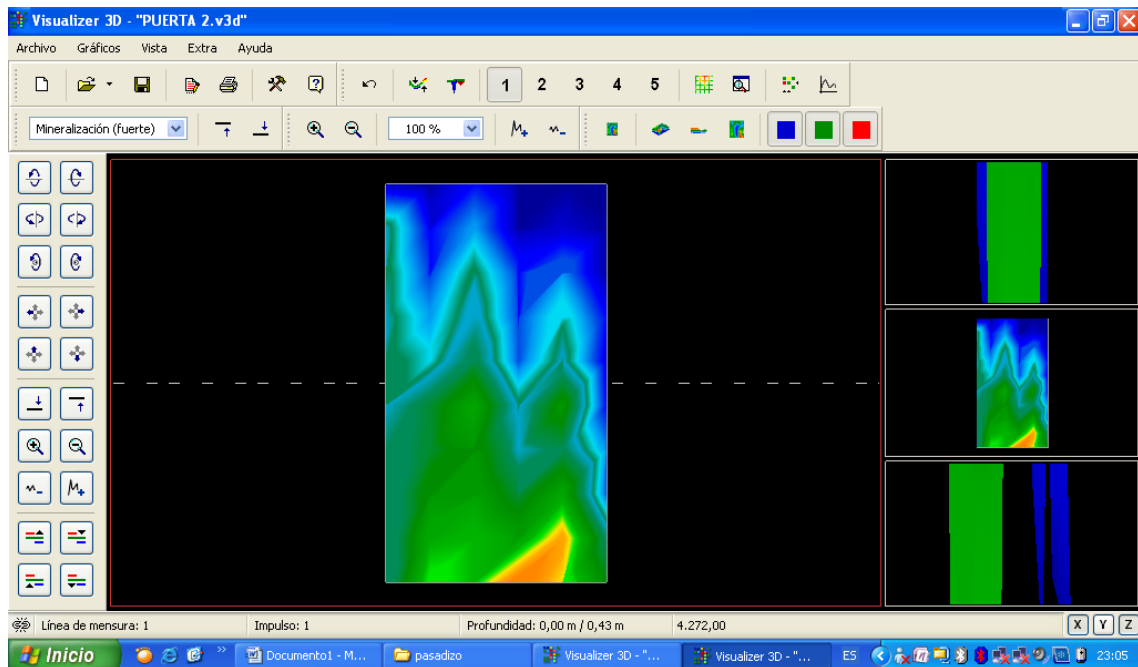 Visualizer 3D - "PUERTA 2.v3d"
Archivo Gráficos Vista Extra Ayuda
1 2 3 4 5
Mineralización (fuerte) 100 %
Línea de mensura: 1 Impulso: 1 Profundidad: 0,00 m / 0,43 m 4.272,00 X Y Z
Inicio » Documento1 - M... pasadizo Visualizer 3D - "... Visualizer 3D - "... ES 23:05